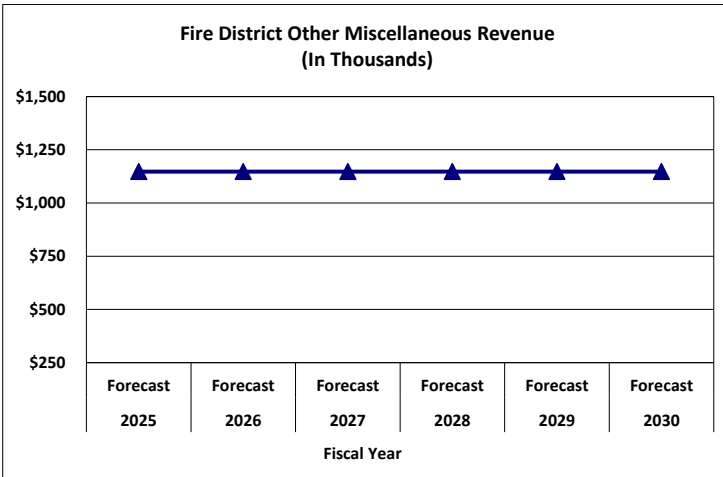 Fire District Other Miscellaneous Revenue
(In Thousands)
$1,500
$1,250
$1,000
$750
$500
$250
Forecast Forecast Forecast Forecast Forecast Forecast
2025 2026 2027 2028 2029 2030
Fiscal Year